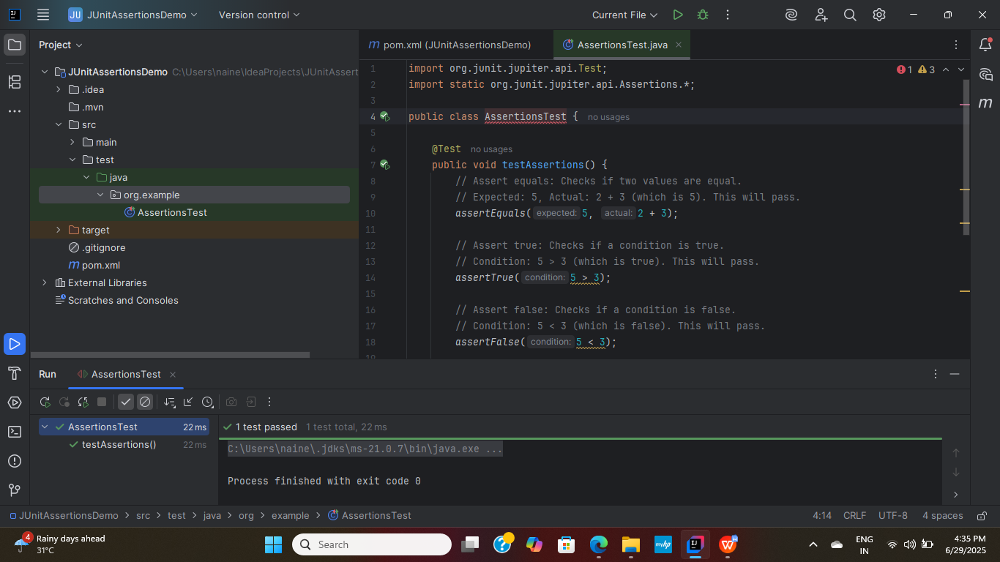 JU JUnitAssertionsDemo Version control Current File
Project
JUnitAssertionsDemo C:\Users\naine\IdeaProjects\JUnitAssert
.idea
.mvn
src
main
test
java
org.example
AssertionsTest
target
.gitignore
m pom.xml
External Libraries
Scratches and Consoles
m pom.xml (JUnitAssertionsDemo) AssertionsTest.java
1 3
1 import org.junit.jupiter.api.Test;
2 import static org.junit.jupiter.api.Assertions.*;
3
4 public class AssertionsTest { no usages
5
6 @Test no usages
7 public void testAssertions() {
8 // Assert equals: Checks if two values are equal.
9 // Expected: 5, Actual: 2 + 3 (which is 5). This will pass.
10 assertEquals( expected: 5, actual: 2 + 3);
11
12 // Assert true: Checks if a condition is true.
13 // Condition: 5 > 3 (which is true). This will pass.
14 assertTrue( condition: 5 > 3);
15
16 // Assert false: Checks if a condition is false.
17 // Condition: 5 < 3 (which is false). This will pass.
18 assertFalse( condition: 5 < 3);
19
m
Run AssertionsTest
AssertionsTest 22 ms
testAssertions() 22 ms
1 test passed 1 test total, 22 ms
C:\Users\naine\.jdks\ms-21.0.7\bin\java.exe ...
Process finished with exit code 0
JUnitAssertionsDemo > src > test > java > org > example > AssertionsTest 4:14 CRLF UTF-8 4 spaces
4 Rainy days ahead
31°C
Search
myhp
ENG
IN
4:35 PM
6/29/2025